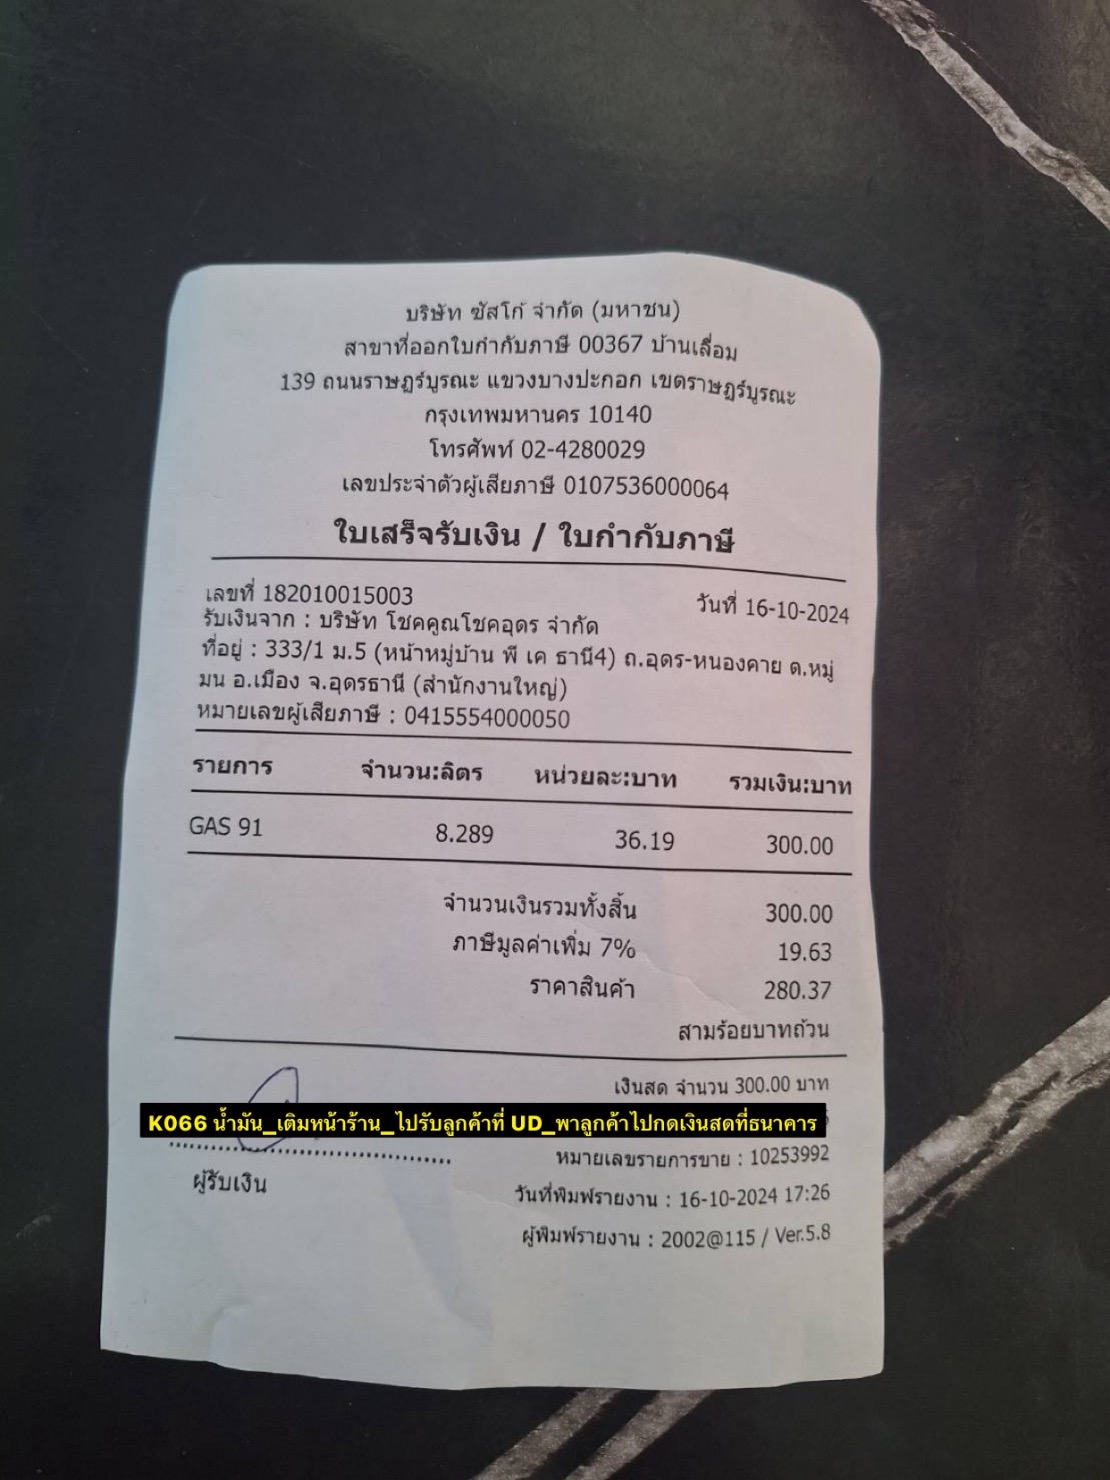 บริษัท ซัสโก้ จำกัด (มหาชน)
สาขาที่ออกใบกำกับภาษี 00367 บ้านเลื่อม
139 ถนนราษฎร์บูรณะ แขวงบางปะกอก เขตราษฎร์บูรณะ
กรุงเทพมหานคร 10140
โทรศัพท์ 02-4280029
เลขประจำตัวผู้เสียภาษี 0107536000064
ใบเสร็จรับเงิน / ใบกำกับภาษี
เลขที่ 182010015003 วันที่ 16-10-2024
รับเงินจาก : บริษัท โชคคูณโชคอุดร จำกัด
ที่อยู่ : 333/1 ม.5 (หน้าหมู่บ้าน พี เค ธานี4) ถ.อุดร-หนองคาย ต.หมู่
มน อ.เมือง จ.อุดรธานี (สำนักงานใหญ่)
หมายเลขผู้เสียภาษี : 0415554000050
รายการ จำนวน:ลิตร หน่วยละ:บาท รวมเงิน:บาท
GAS 91 8.289 36.19 300.00
จำนวนเงินรวมทั้งสิ้น 300.00
ภาษีมูลค่าเพิ่ม 7% 19.63
ราคาสินค้า 280.37
สามร้อยบาทถ้วน
เงินสด จำนวน 300.00 บาท
K066 น้ำมัน_เติมหน้าร้าน_ไปรับลูกค้าที่ UD_พาลูกค้าไปกดเงินสดที่ธนาคาร
หมายเลขรายการขาย : 10253992
ผู้รับเงิน
วันที่พิมพ์รายงาน : 16-10-2024 17:26
ผู้พิมพ์รายงาน : 2002@115 / Ver.5.8